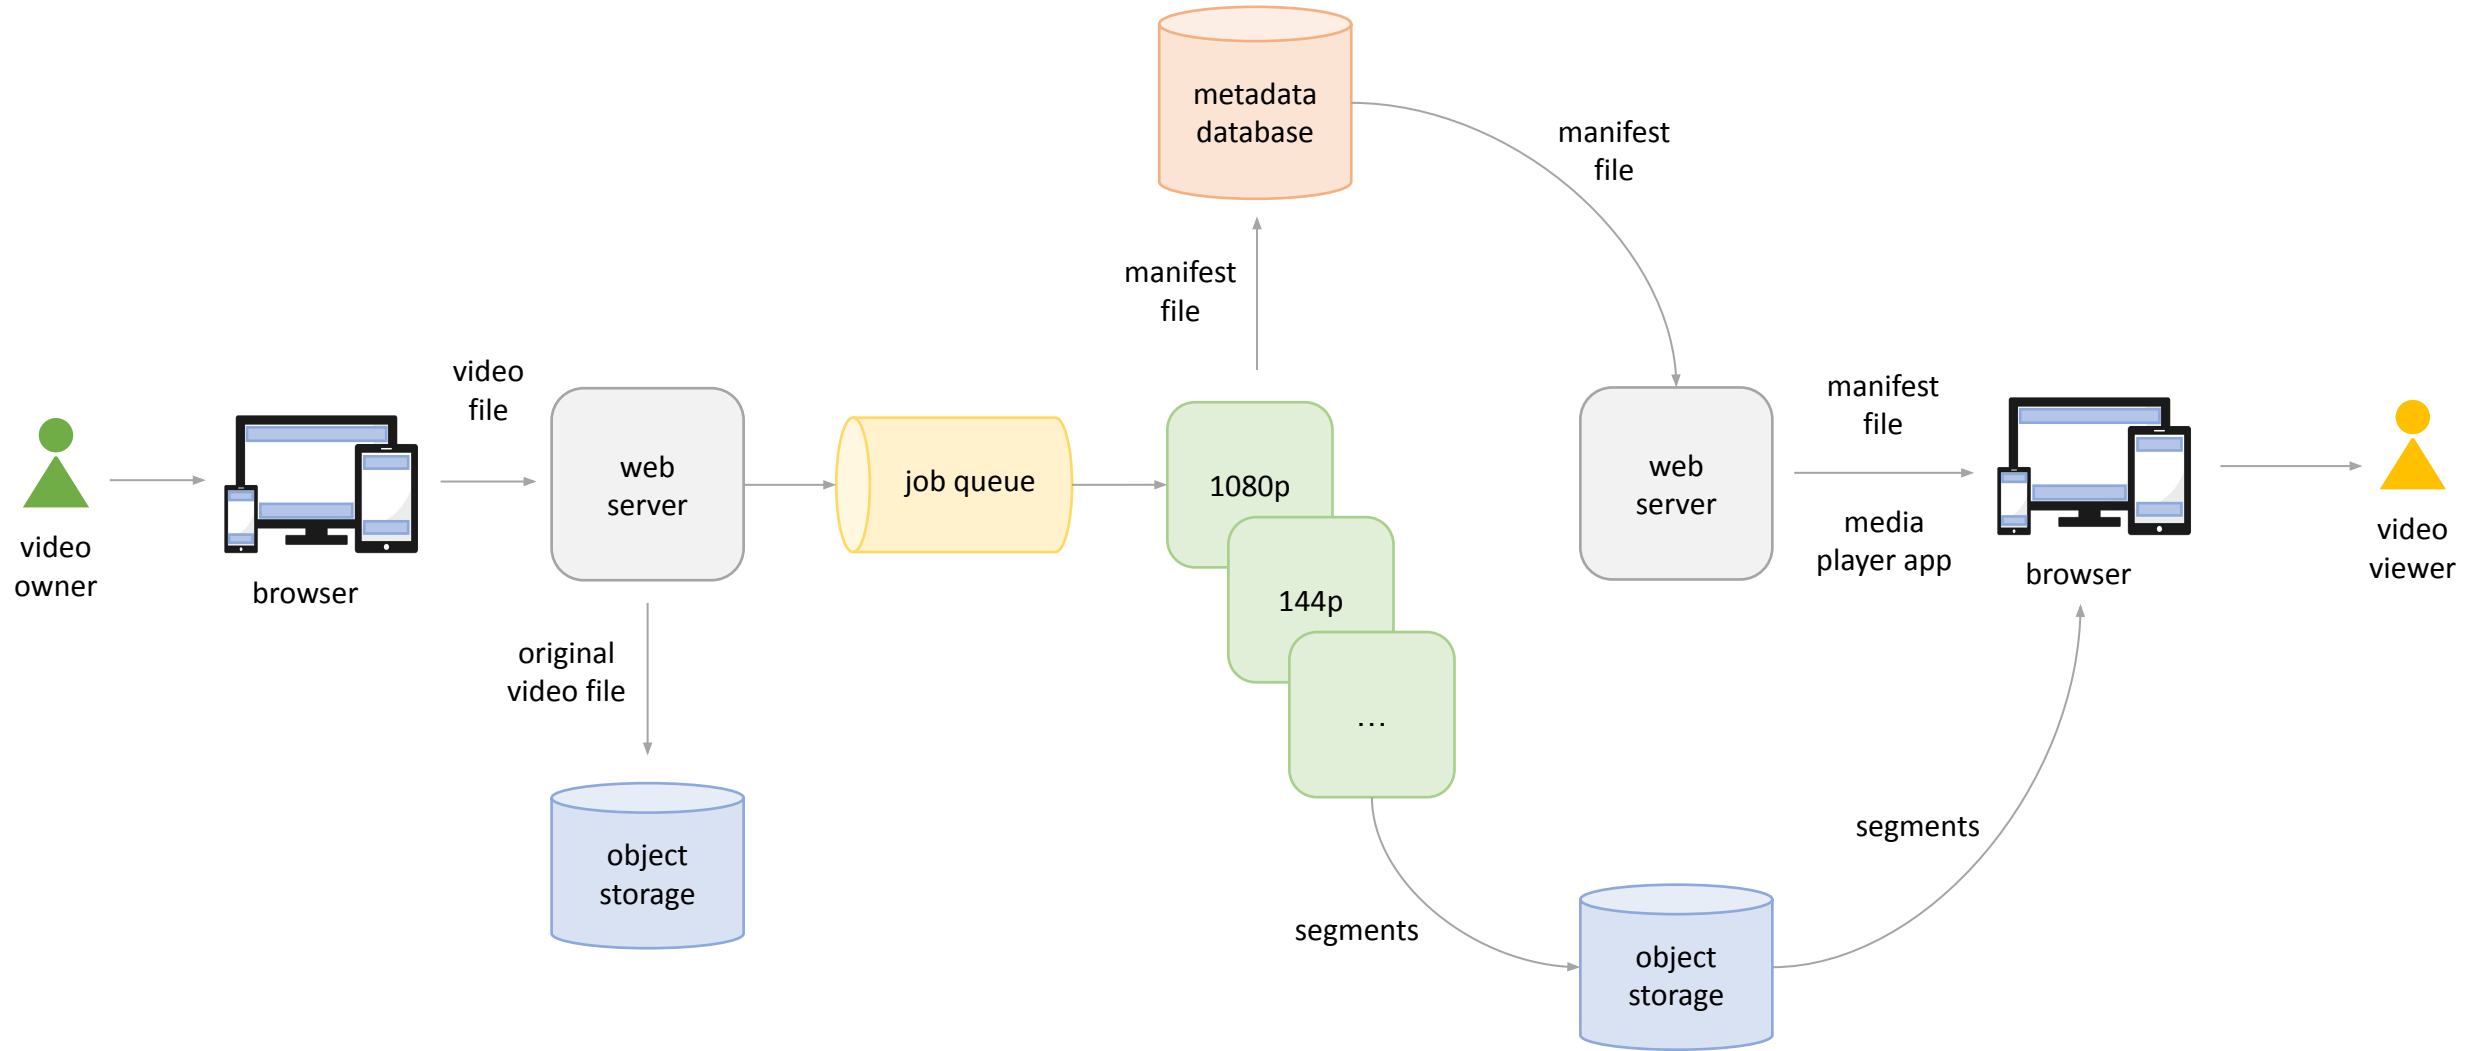 metadata
database
manifest
file
manifest
file
video
file
video
owner
browser
web
server
job queue
1080p
144p
...
original
video file
object
storage
web
server
manifest
file
media
player app
browser
video
viewer
segments
segments
object
storage